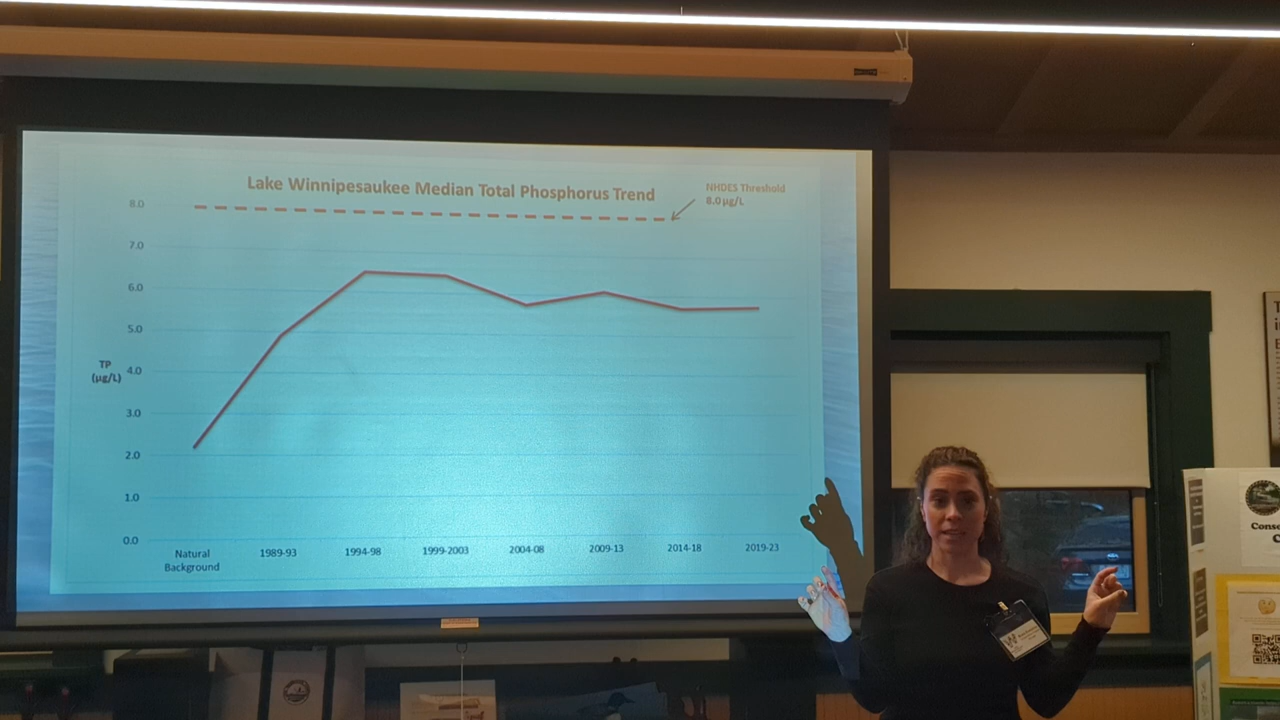 Lake Winnipesaukee Median Total Phosphorus Trend
NHDES Threshold
8.0 µg/L
8.0
7.0
6.0
5.0
TP
(µg/L)
4.0
3.0
2.0
1.0
0.0
Natural
Background
1989-93
1994-98
1999-2003
2004-08
2009-13
2014-18
2019-23